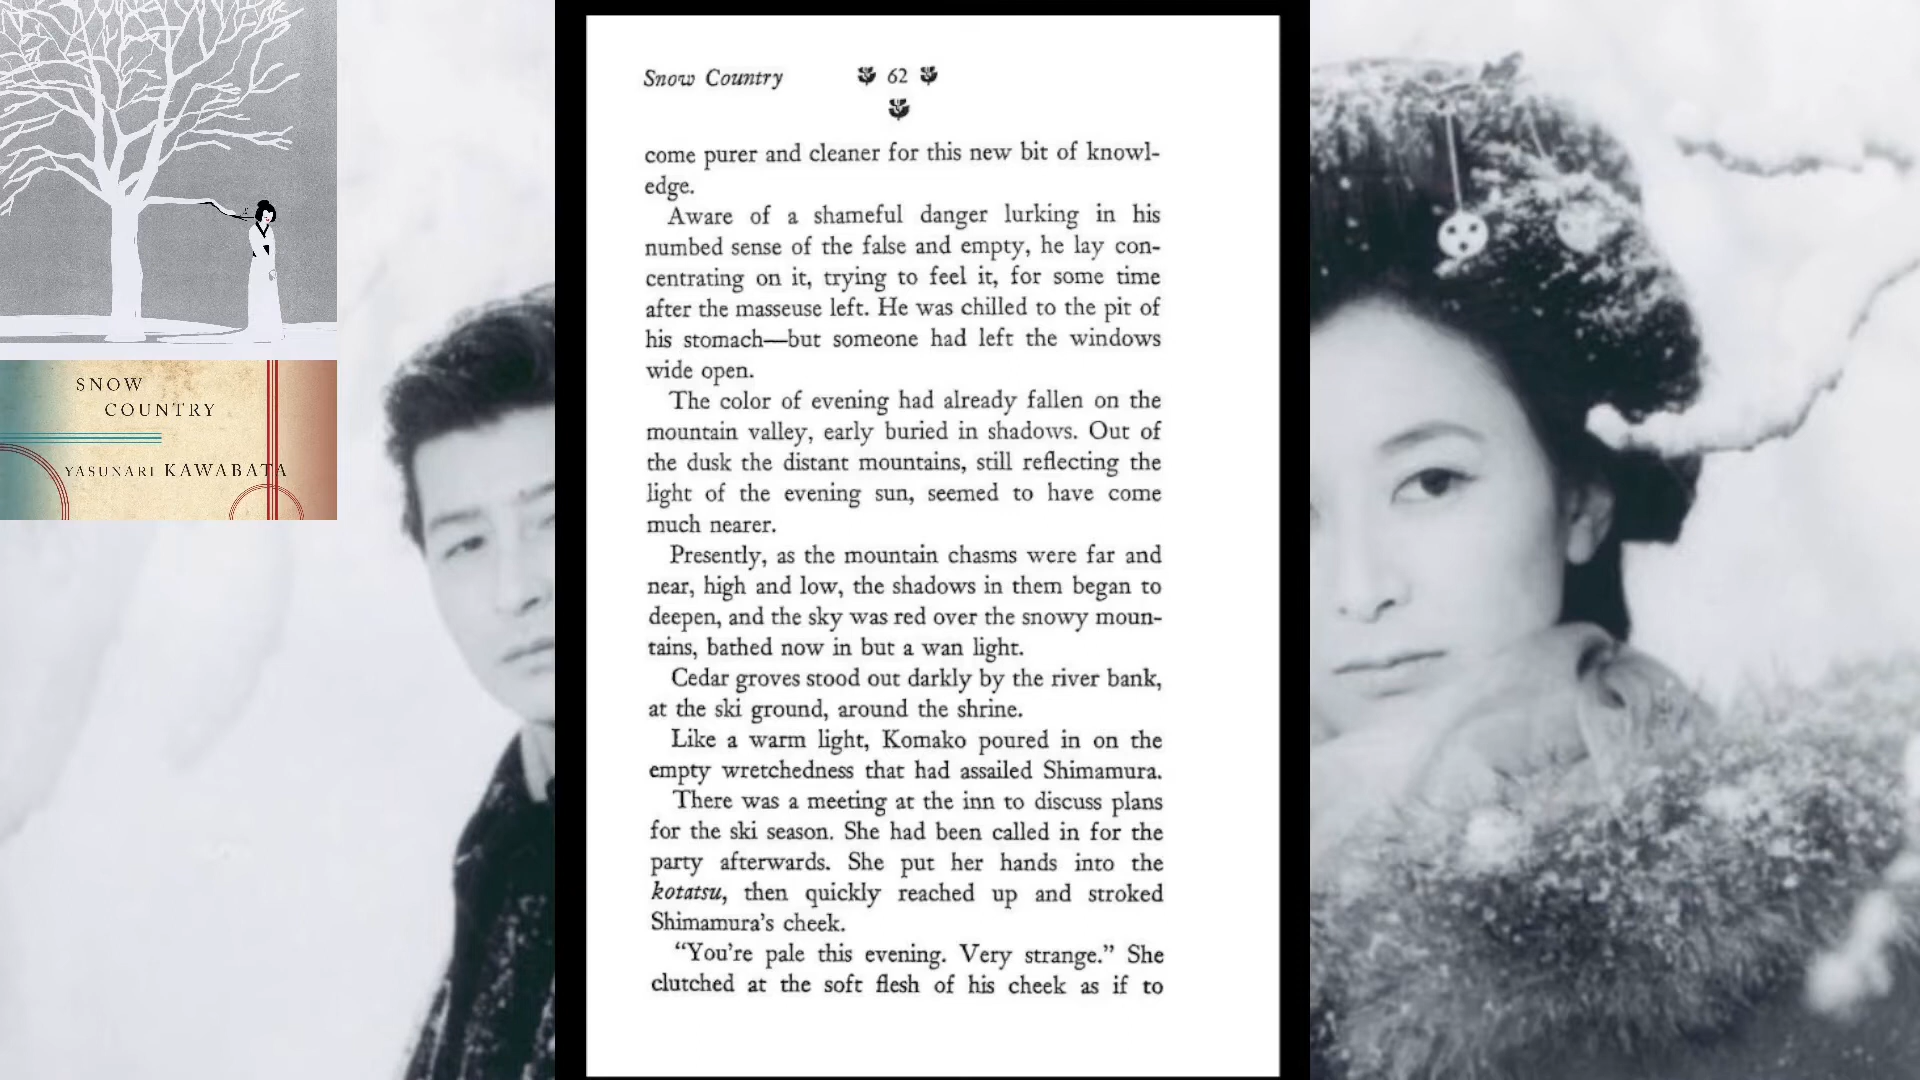 SNOW
COUNTRY
YASUNARI KAWABATA
Snow Country 62
come purer and cleaner for this new bit of knowl-
edge.
Aware of a shameful danger lurking in his
numbed sense of the false and empty, he lay con-
centrating on it, trying to feel it, for some time
after the masseuse left. He was chilled to the pit of
his stomach—but someone had left the windows
wide open.
The color of evening had already fallen on the
mountain valley, early buried in shadows. Out of
the dusk the distant mountains, still reflecting the
light of the evening sun, seemed to have come
much nearer.
Presently, as the mountain chasms were far and
near, high and low, the shadows in them began to
deepen, and the sky was red over the snowy moun-
tains, bathed now in but a wan light.
Cedar groves stood out darkly by the river bank,
at the ski ground, around the shrine.
Like a warm light, Komako poured in on the
empty wretchedness that had assailed Shimamura.
There was a meeting at the inn to discuss plans
for the ski season. She had been called in for the
party afterwards. She put her hands into the
kotatsu, then quickly reached up and stroked
Shimamura's cheek.
“You're pale this evening. Very strange.” She
clutched at the soft flesh of his cheek as if to